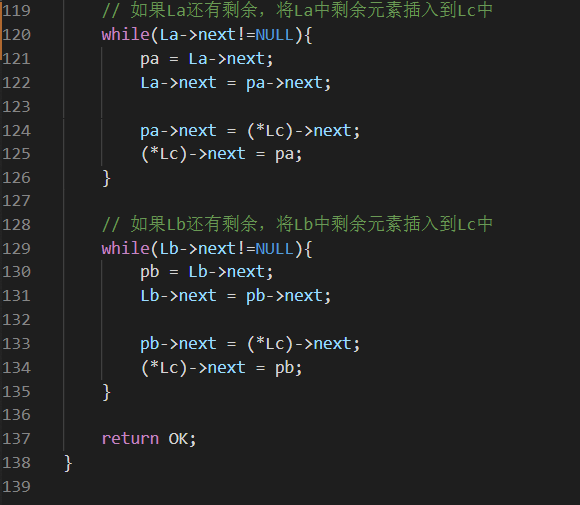 119 // 如果La还有剩余，将La中剩余元素插入到Lc中
120 while(La->next!=NULL){
121 pa = La->next;
122 La->next = pa->next;
123
124 pa->next = (*Lc)->next;
125 (*Lc)->next = pa;
126 }
127
128 // 如果Lb还有剩余，将Lb中剩余元素插入到Lc中
129 while(Lb->next!=NULL){
130 pb = Lb->next;
131 Lb->next = pb->next;
132
133 pb->next = (*Lc)->next;
134 (*Lc)->next = pb;
135 }
136
137 return OK;
138 }
139